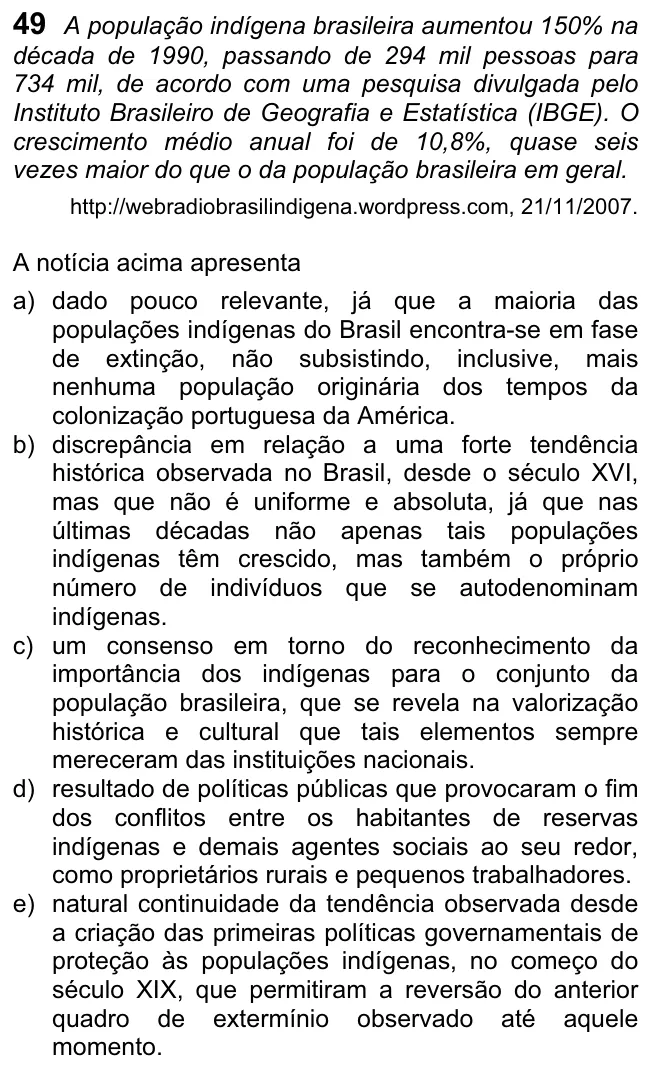 49 A população indígena brasileira aumentou 150% na
década de 1990, passando de 294 mil pessoas para
734 mil, de acordo com uma pesquisa divulgada pelo
Instituto Brasileiro de Geografia e Estatística (IBGE). O
crescimento médio anual foi de 10,8%, quase seis
vezes maior do que o da população brasileira em geral.
http://webradiobrasilindigena.wordpress.com, 21/11/2007.
A notícia acima apresenta
a) dado pouco relevante, já que a maioria das
populações indígenas do Brasil encontra-se em fase
de extinção, não subsistindo, inclusive, mais
nenhuma população originária dos tempos da
colonização portuguesa da América.
b) discrepância em relação a uma forte tendência
histórica observada no Brasil, desde o século XVI,
mas que não é uniforme e absoluta, já que nas
últimas décadas não apenas tais populações
indígenas têm crescido, mas também o próprio
número de indivíduos que se autodenominam
indígenas.
c) um consenso em torno do reconhecimento da
importância dos indígenas para o conjunto da
população brasileira, que se revela na valorização
histórica e cultural que tais elementos sempre
mereceram das instituições nacionais.
d) resultado de políticas públicas que provocaram o fim
dos conflitos entre os habitantes de reservas
indígenas e demais agentes sociais ao seu redor,
como proprietários rurais e pequenos trabalhadores.
e) natural continuidade da tendência observada desde
a criação das primeiras políticas governamentais de
proteção às populações indígenas, no começo do
século XIX, que permitiram a reversão do anterior
quadro de extermínio observado até aquele
momento.